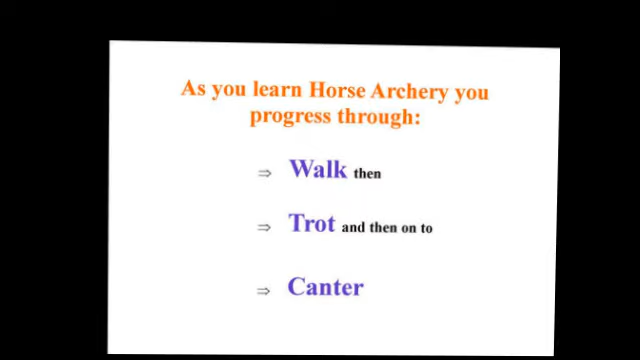 As you learn Horse Archery you
progress through:
⇒ Walk then
⇒ Trot and then on to
⇒ Canter